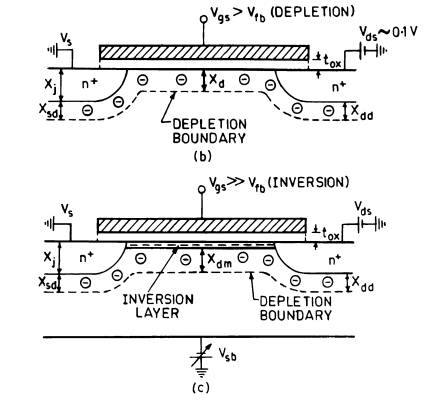 Vgs > Vfb (DEPLETION)
Vs
Vds ~ 0.1 V
tox
Xj
n+
⊖ ⊖ ⊖ Xd ⊖ ⊖
n+
Xsd
⊖
DEPLETION
BOUNDARY
⊖
Xdd
(b)
Vgs >> Vfb (INVERSION)
Vs
Vds
tox
Xj
n+
⊖ ⊖ Xdm ⊖ ⊖
n+
Xsd
⊖
INVERSION
LAYER
DEPLETION
BOUNDARY
⊖
Xdd
Vsb
(c)